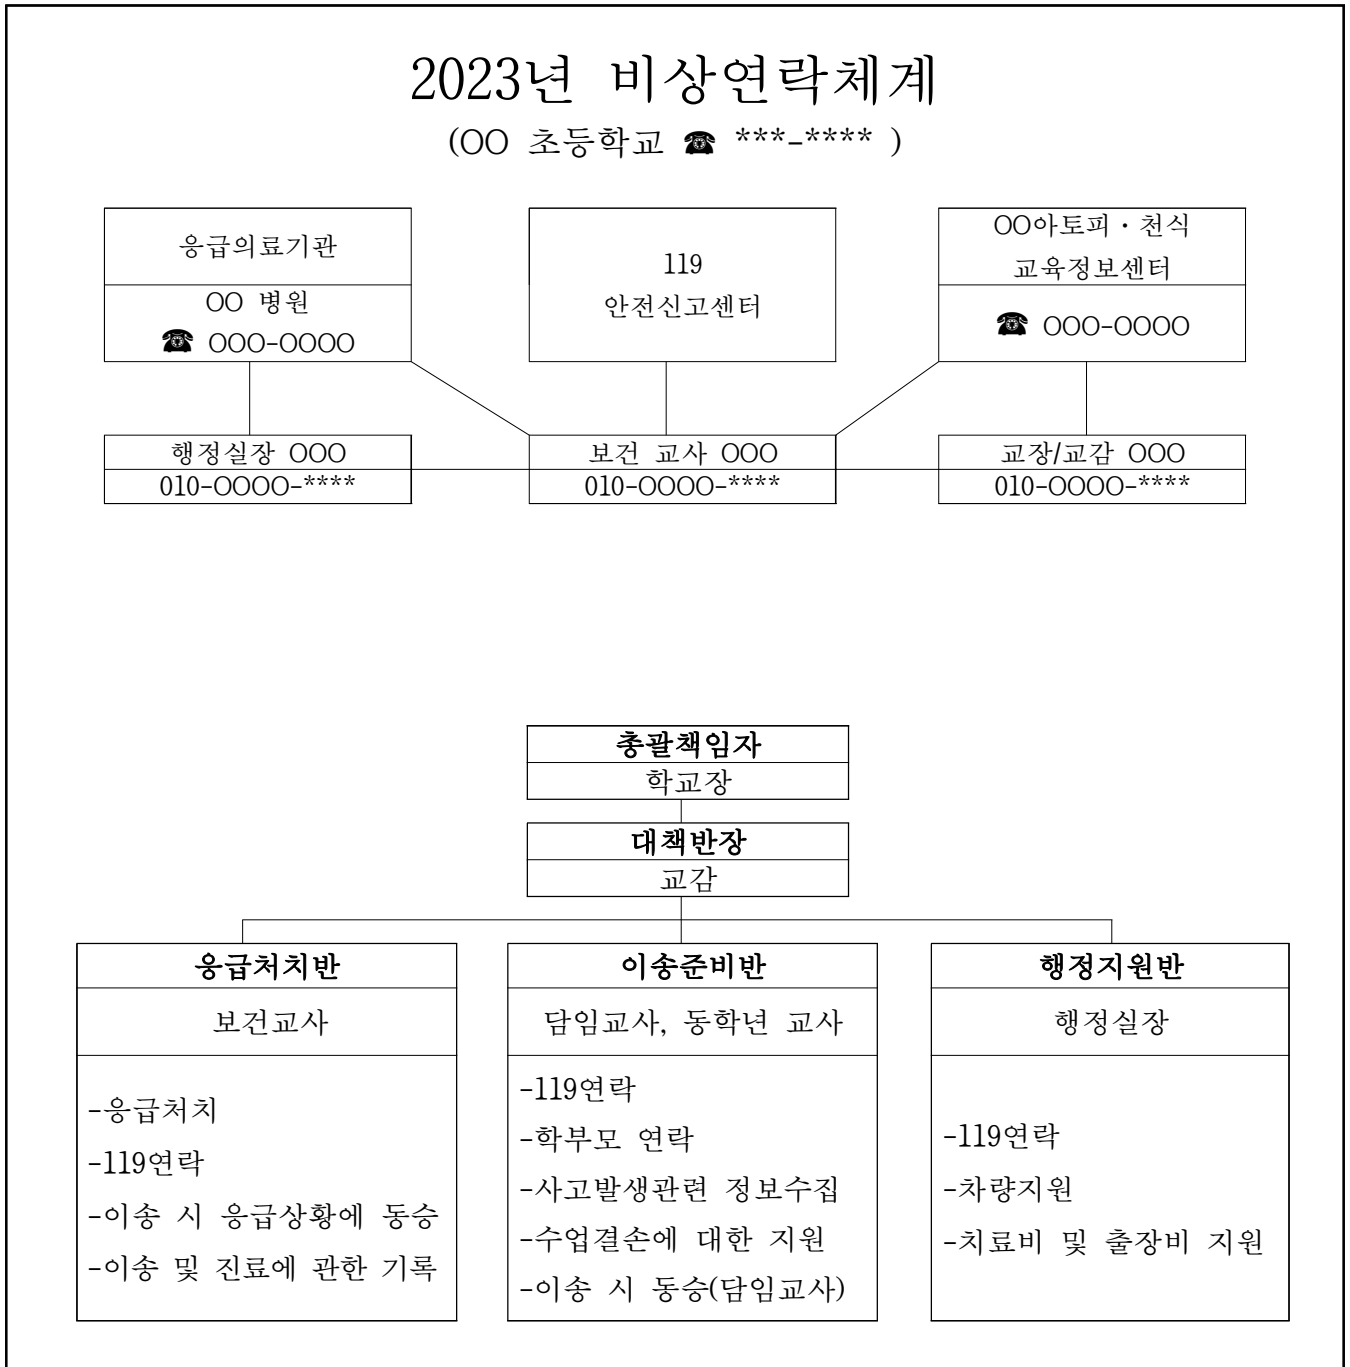 2023년 비상연락체계
(OO 초등학교 ☎ ***-**** )
응급의료기관
OO 병원
☎ OOO-OOOO
119
안전신고센터
OO아토피・천식
교육정보센터
☎ OOO-OOOO
행정실장 OOO
010-OOOO-****
보건 교사 OOO
010-OOOO-****
교장/교감 OOO
010-OOOO-****
총괄책임자
학교장
대책반장
교감
응급처치반
보건교사
-응급처치
-119연락
-이송 시 응급상황에 동승
-이송 및 진료에 관한 기록
이송준비반
담임교사, 동학년 교사
-119연락
-학부모 연락
-사고발생관련 정보수집
-수업결손에 대한 지원
-이송 시 동승(담임교사)
행정지원반
행정실장
-119연락
-차량지원
-치료비 및 출장비 지원